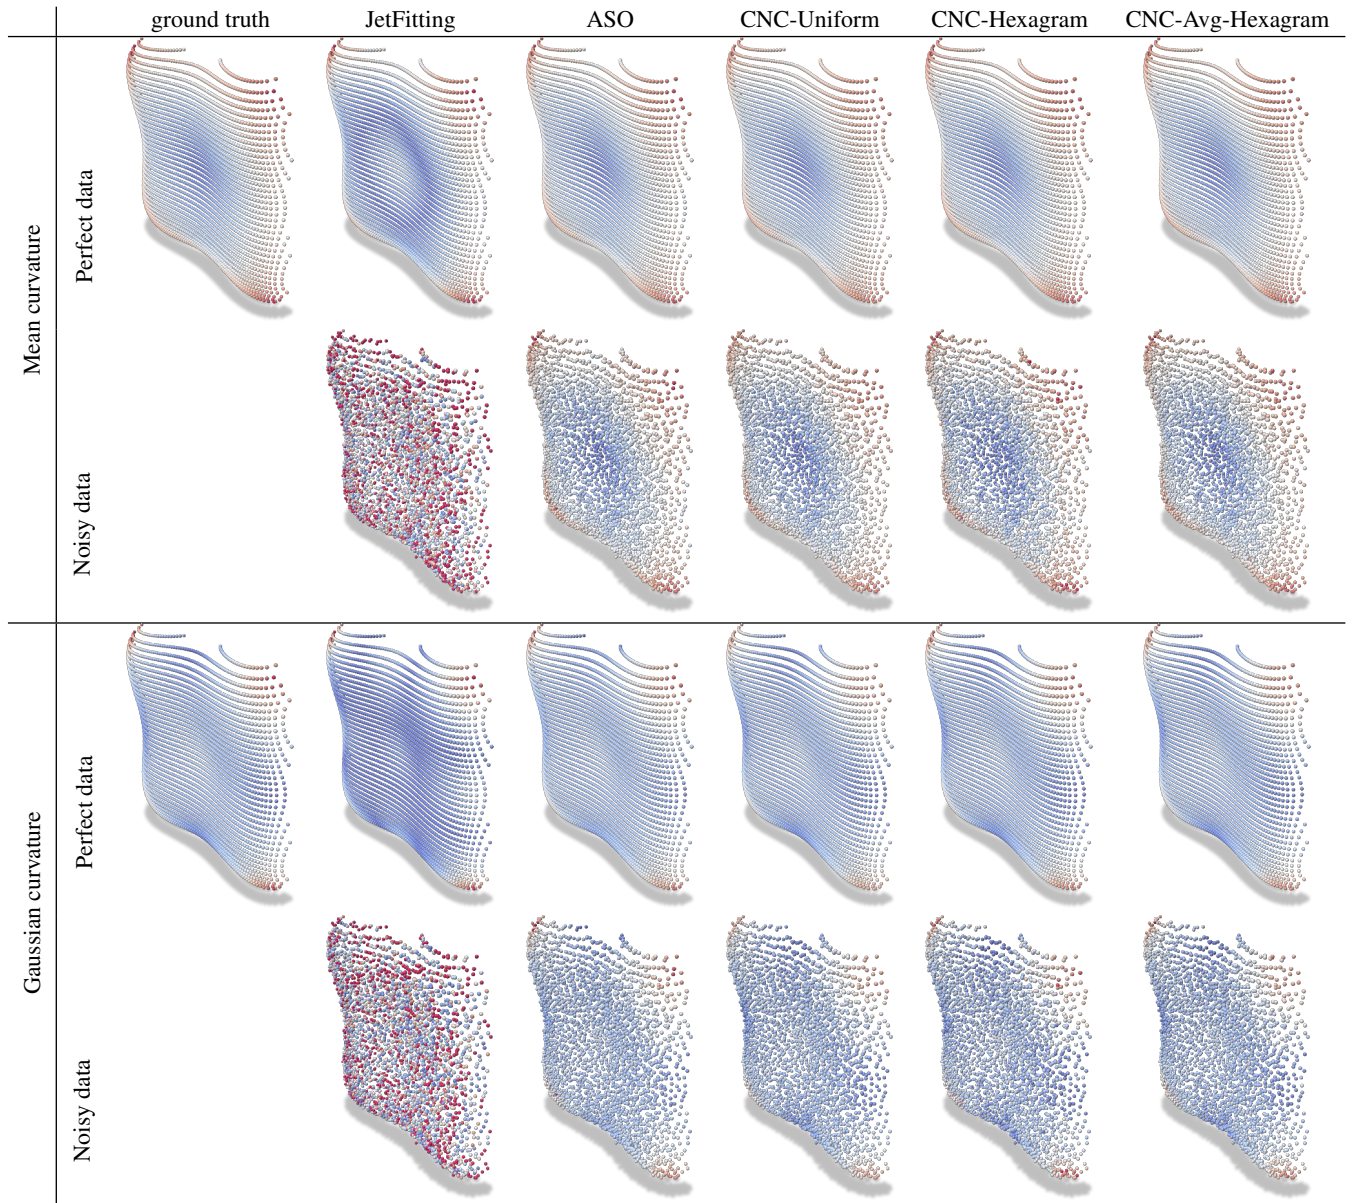 ground truth JetFitting ASO CNC-Uniform CNC-Hexagram CNC-Avg-Hexagram
Mean curvature
Perfect data
Noisy data
Gaussian curvature
Perfect data
Noisy data